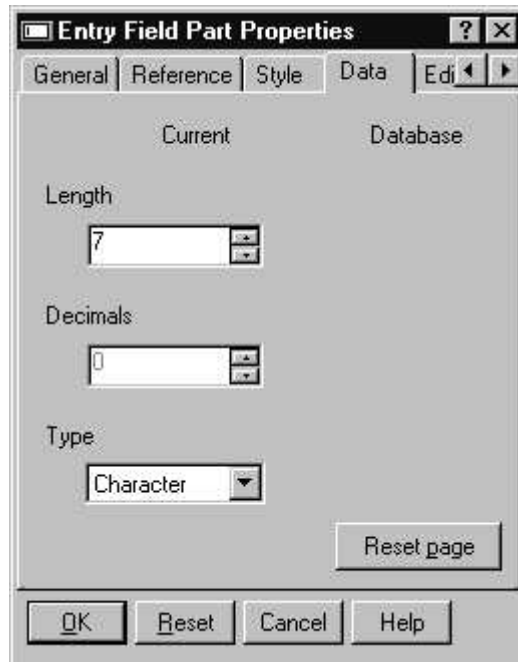 Entry Field Part Properties
General Reference Style Data Edi
Current Database
Length
7
Decimals
0
Type
Character
Reset page
OK Reset Cancel Help